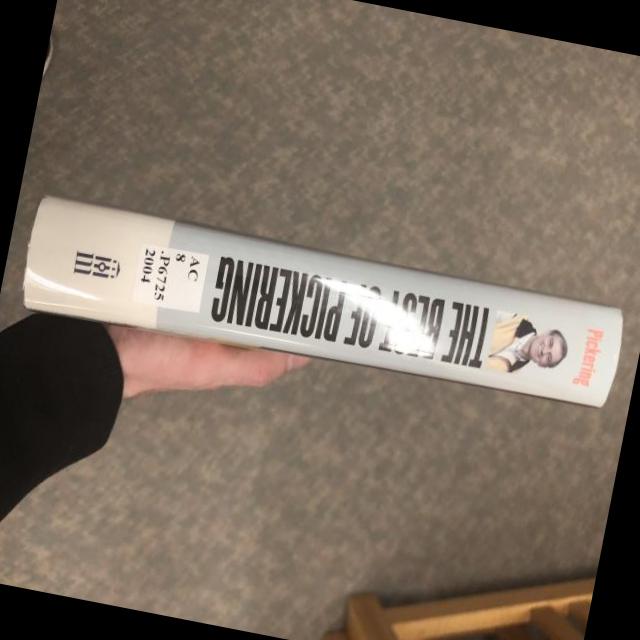 Pickering
THE BEST OF PICKERING
AC
8
.P6725
2004